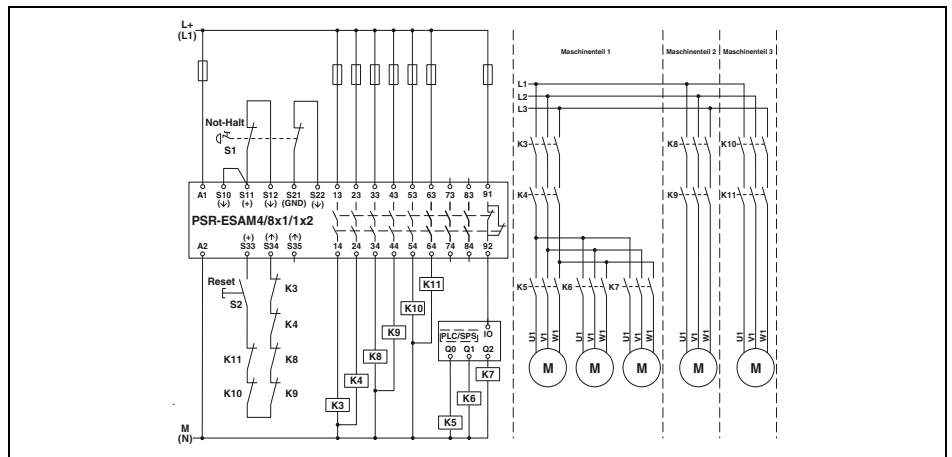 L+
(L1)
Maschinenteil 1
Maschinenteil 2
Maschinenteil 3
L1
L2
L3
Not-Halt
S1
K3
K8
K10
K4
K9
K11
A1 S10 S11 S12 S21 S22 13 23 33 43 53 63 73 83 91
(↓) (+) (↓) (GND) (↓)
PSR-ESAM4/8x1/1x2
(+) (↑) (↑)
A2 S33 S34 S35 14 24 34 44 54 64 74 84 92
Reset
S2
K3
K4
K11
K8
K10
K9
K11
K10
K9
K8
K4
K3
PLC/SPS
IO
Q0 Q1 Q2
K7
K6
K5
K5
K6
K7
U1 V1 W1
U1 V1 W1
U1 V1 W1
U1 V1 W1
U1 V1 W1
M
M
M
M
M
M
(N)